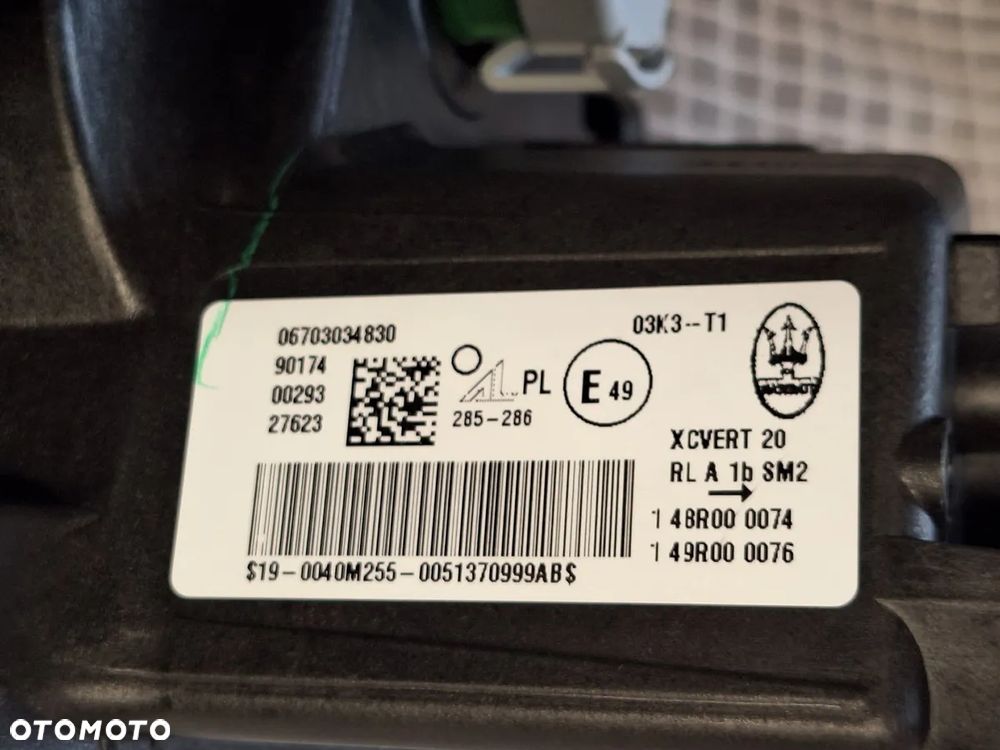 06703034830
90174
00293
27623
AL PL
285-286
E 49
03K3--T1
MASERATI
XCVERT 20
RL A 1b SM2
→
148R00 0074
149R00 0076
$19-0040M255-0051370999AB$
OTOMOTO